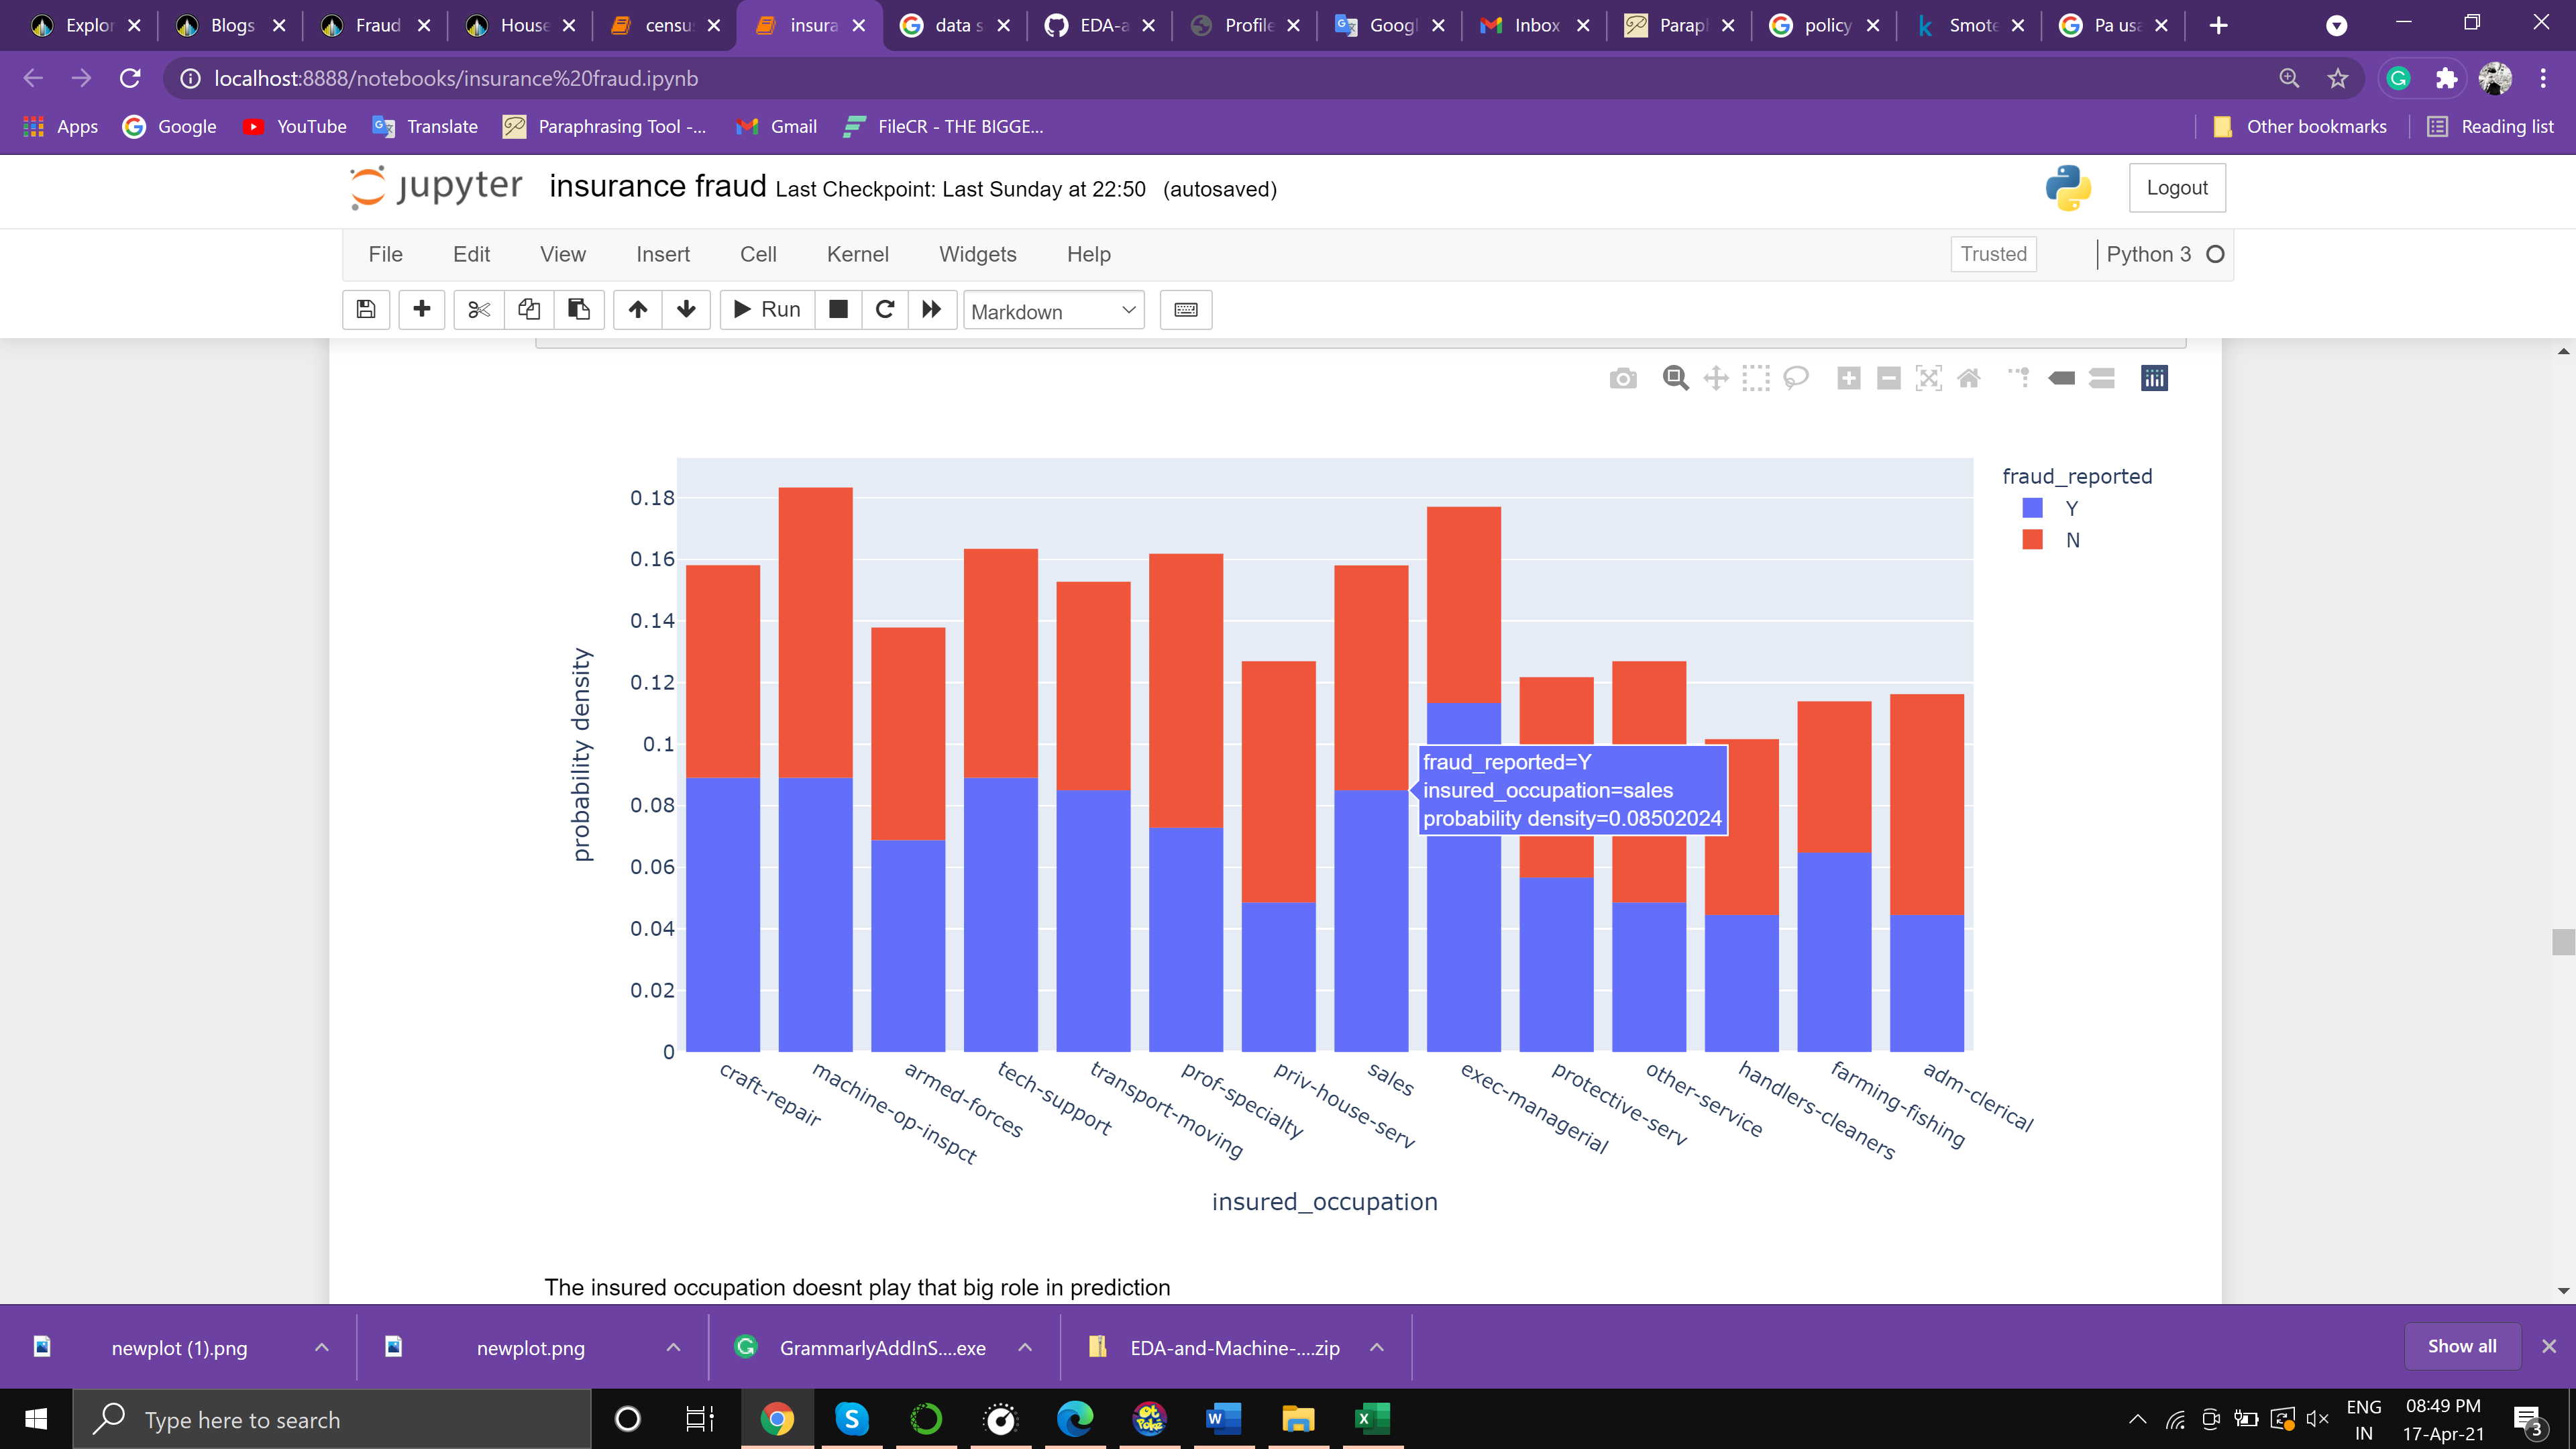 Explor
Blogs
Fraud
House
census
insura
data s
EDA-a
Profile
Googl
Inbox
Parap
policy
Smote
Pa usa
localhost:8888/notebooks/insurance%20fraud.ipynb
Apps
Google
YouTube
Translate
Paraphrasing Tool -...
Gmail
FileCR - THE BIGGE...
Other bookmarks
Reading list
jupyter
insurance fraud Last Checkpoint: Last Sunday at 22:50 (autosaved)
Logout
File
Edit
View
Insert
Cell
Kernel
Widgets
Help
Trusted
Python 3
Run
Markdown
fraud_reported
Y
N
0.18
0.16
0.14
0.12
0.1
0.08
0.06
0.04
0.02
0
probability density
fraud_reported=Y
insured_occupation=sales
probability density=0.08502024
craft-repair
machine-op-inspct
armed-forces
tech-support
transport-moving
prof-specialty
priv-house-serv
sales
exec-managerial
protective-serv
other-service
handlers-cleaners
farming-fishing
adm-clerical
insured_occupation
The insured occupation doesnt play that big role in prediction
newplot (1).png
newplot.png
GrammarlyAddInS....exe
EDA-and-Machine-....zip
Show all
Type here to search
ENG
IN
08:49 PM
17-Apr-21
3